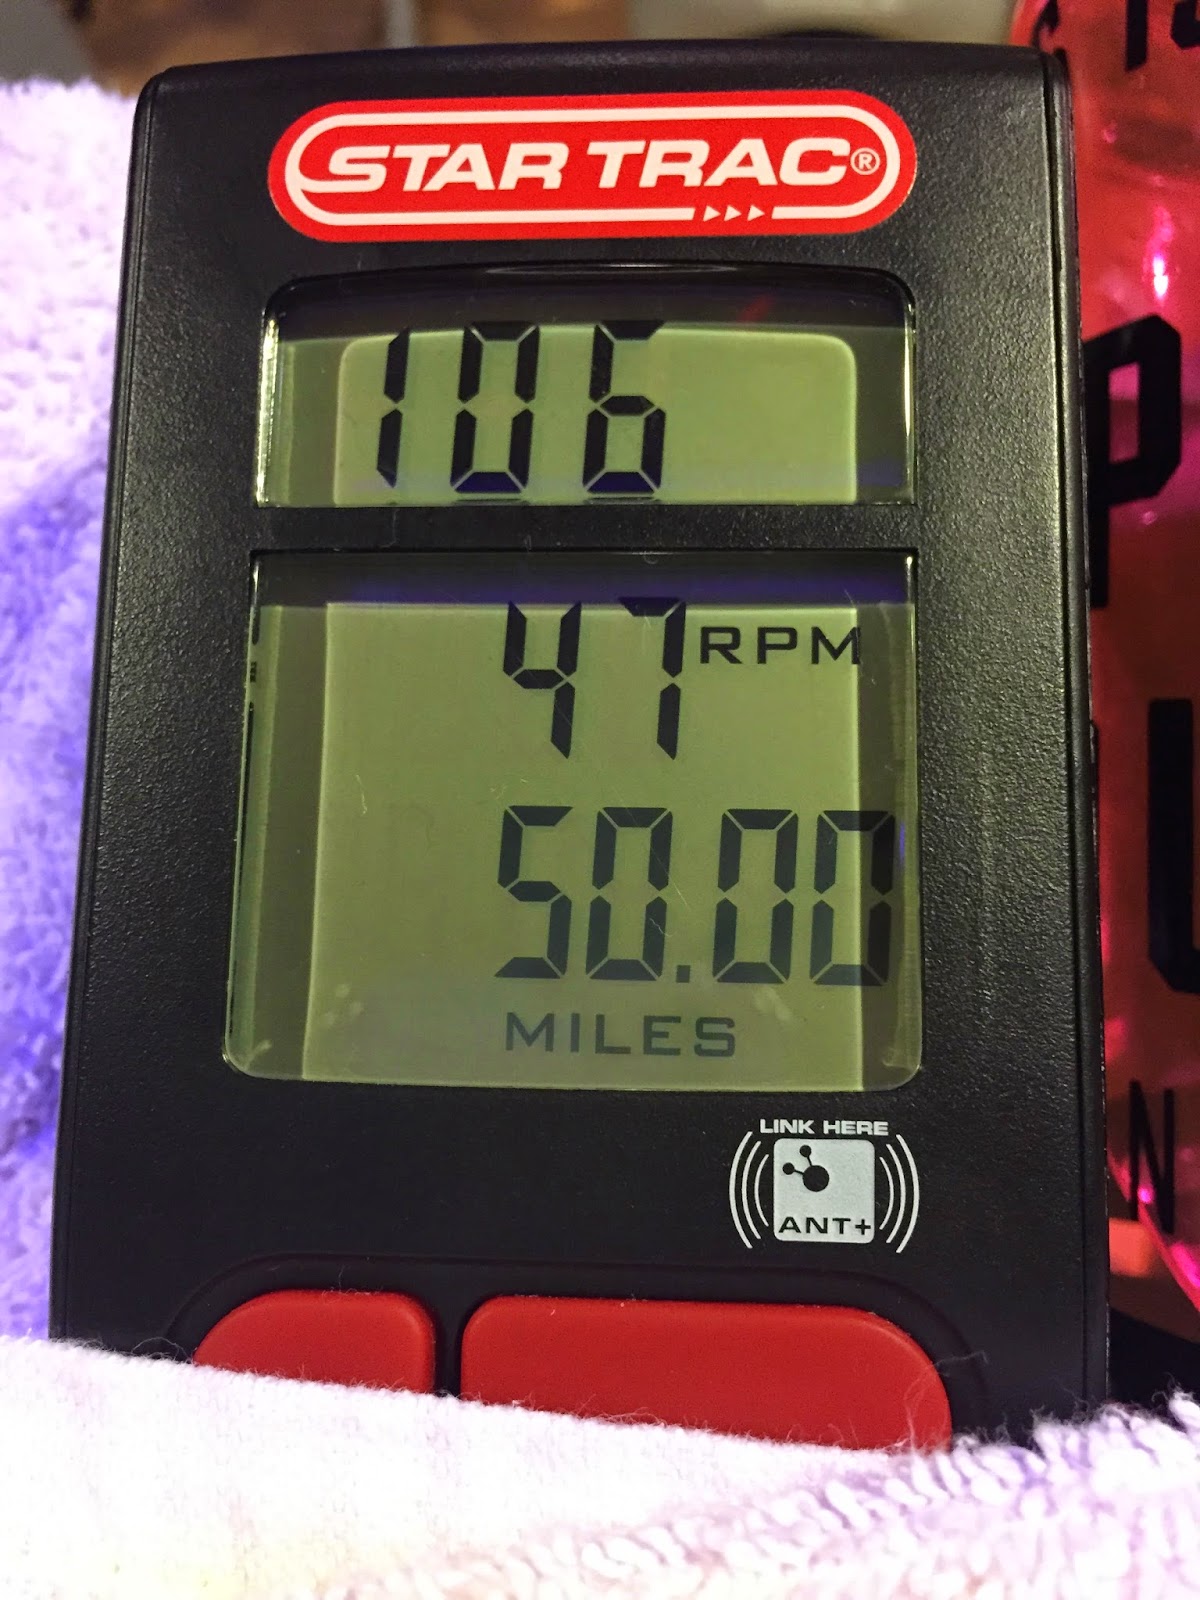 STAR TRAC®
106
47 RPM
50.00
MILES
LINK HERE
ANT+